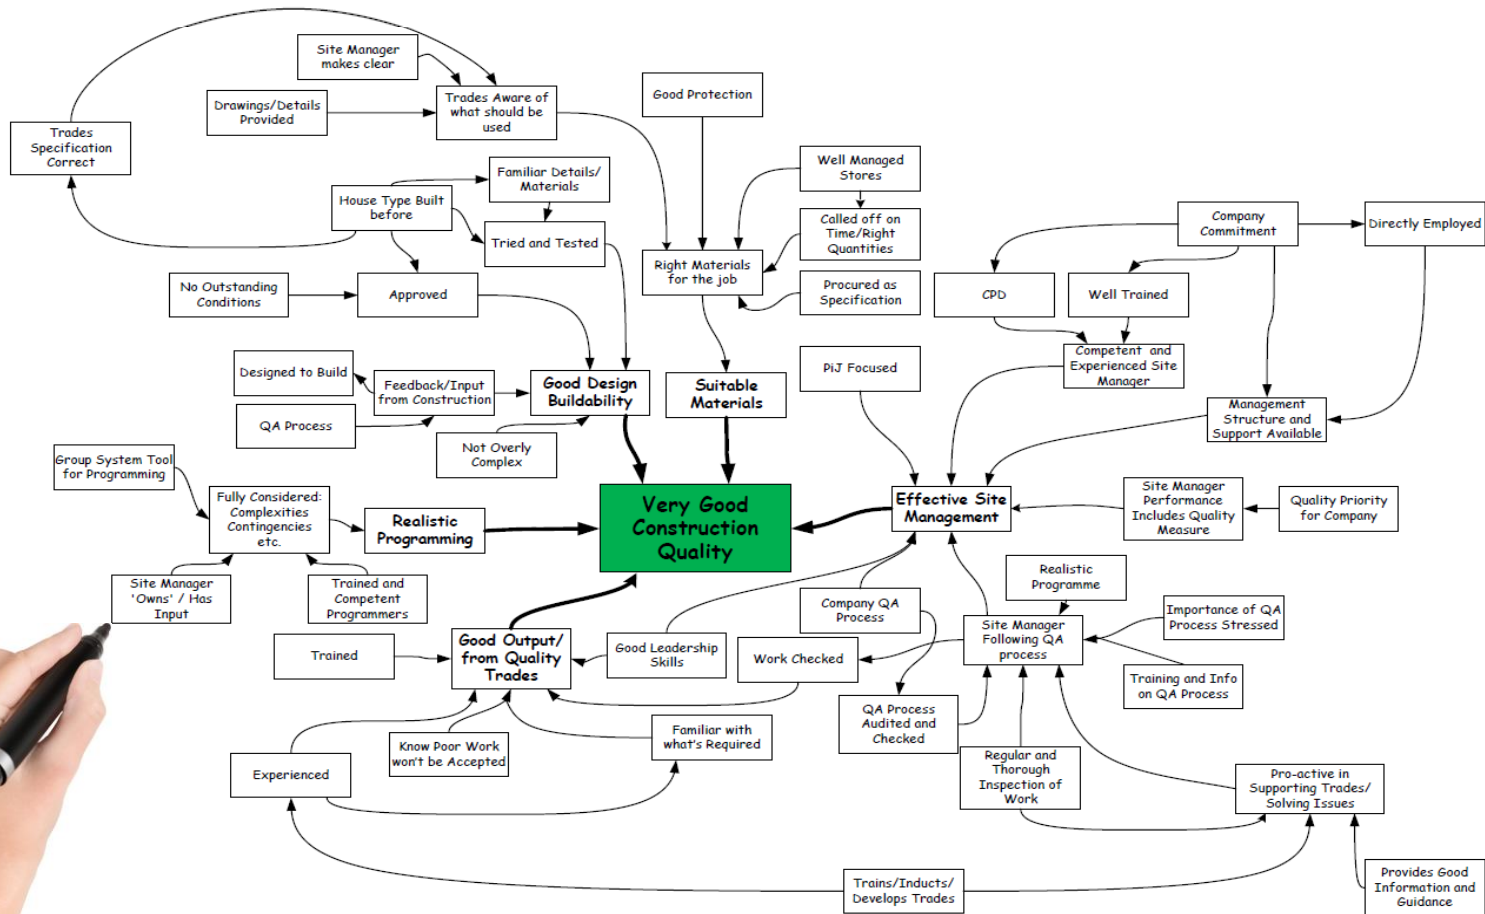 Site Manager
makes clear
Drawings/Details
Provided
Trades Aware of
what should be
used
Good Protection
Trades
Specification
Correct
Familiar Details/
Materials
House Type Built
before
Tried and Tested
Well Managed
Stores
Called off on
Time/Right
Quantities
Company
Commitment
Directly Employed
Right Materials
for the job
Procured as
Specification
No Outstanding
Conditions
Approved
CPD
Well Trained
Competent and
Experienced Site
Manager
PiJ Focused
Designed to Build
Feedback/Input
from Construction
Good Design
Buildability
Suitable
Materials
QA Process
Not Overly
Complex
Management
Structure and
Support Available
Group System Tool
for Programming
Fully Considered:
Complexities
Contingencies
etc.
Realistic
Programming
Very Good
Construction
Quality
Effective Site
Management
Site Manager
Performance
Includes Quality
Measure
Quality Priority
for Company
Site Manager
'Owns' / Has
Input
Trained and
Competent
Programmers
Realistic
Programme
Company QA
Process
Importance of QA
Process Stressed
Site Manager
Following QA
process
Trained
Good Output/
from Quality
Trades
Good Leadership
Skills
Work Checked
Training and Info
on QA Process
QA Process
Audited and
Checked
Know Poor Work
won't be Accepted
Familiar with
what's Required
Experienced
Regular and
Thorough
Inspection of
Work
Pro-active in
Supporting Trades/
Solving Issues
Trains/Inducts/
Develops Trades
Provides Good
Information and
Guidance